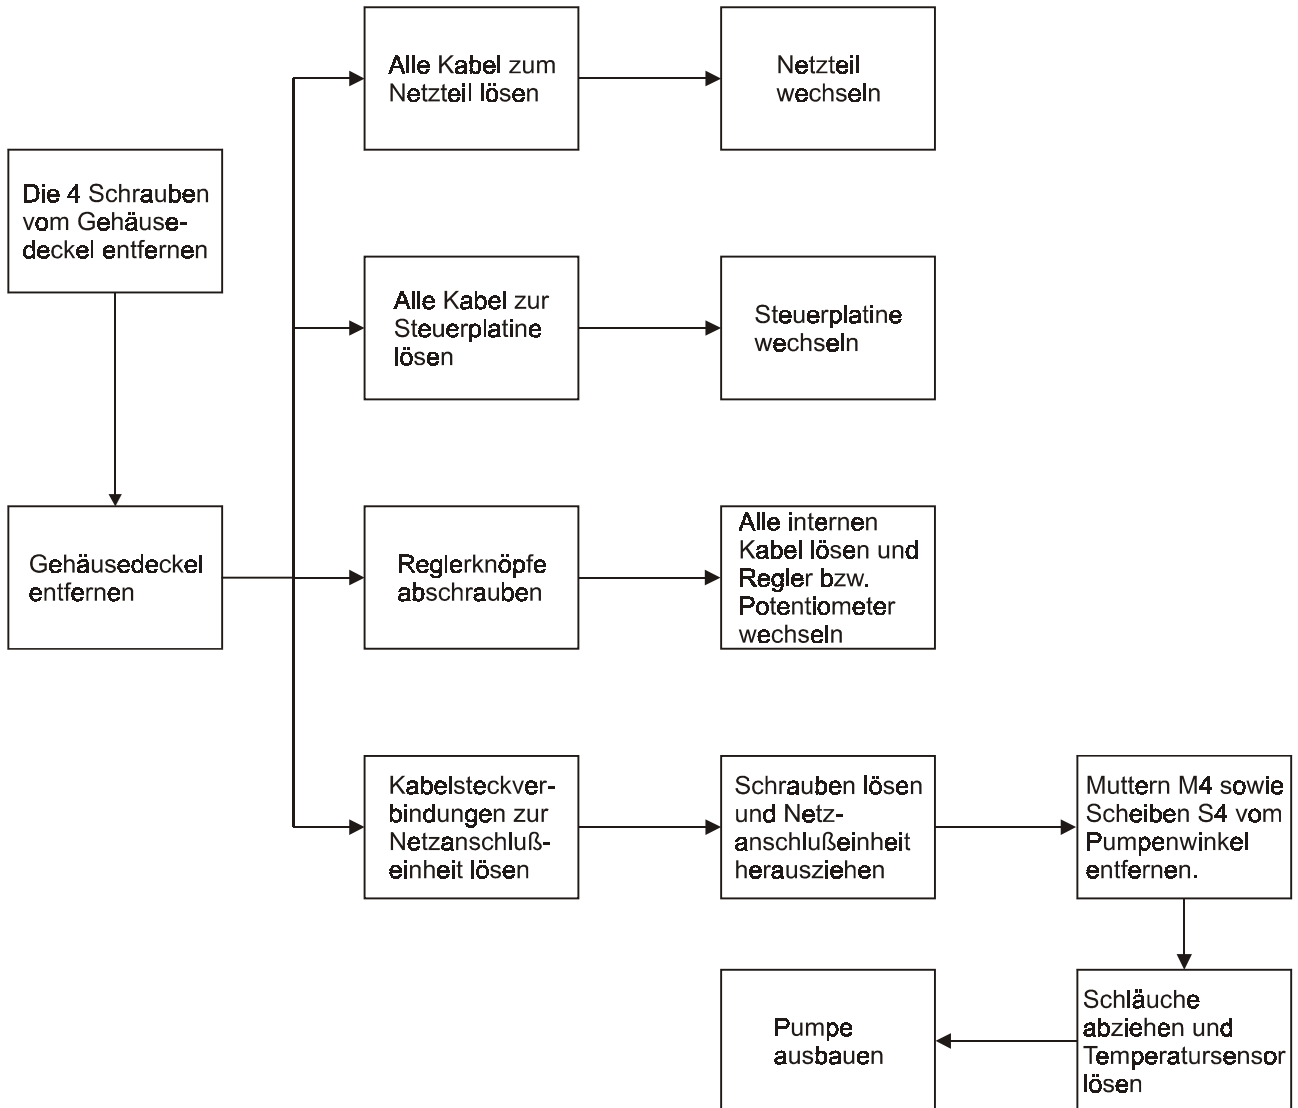 Alle Kabel zum
Netzteil lösen
Netzteil
wechseln
Die 4 Schrauben
vom Gehäuse-
deckel entfernen
Alle Kabel zur
Steuerplatine
lösen
Steuerplatine
wechseln
Gehäusedeckel
entfernen
Reglerknöpfe
abschrauben
Alle internen
Kabel lösen und
Regler bzw.
Potentiometer
wechseln
Kabelsteckver-
bindungen zur
Netzanschluß-
einheit lösen
Schrauben lösen
und Netz-
anschlußeinheit
herausziehen
Muttern M4 sowie
Scheiben S4 vom
Pumpenwinkel
entfernen.
Schläuche
abziehen und
Temperatursensor
lösen
Pumpe
ausbauen